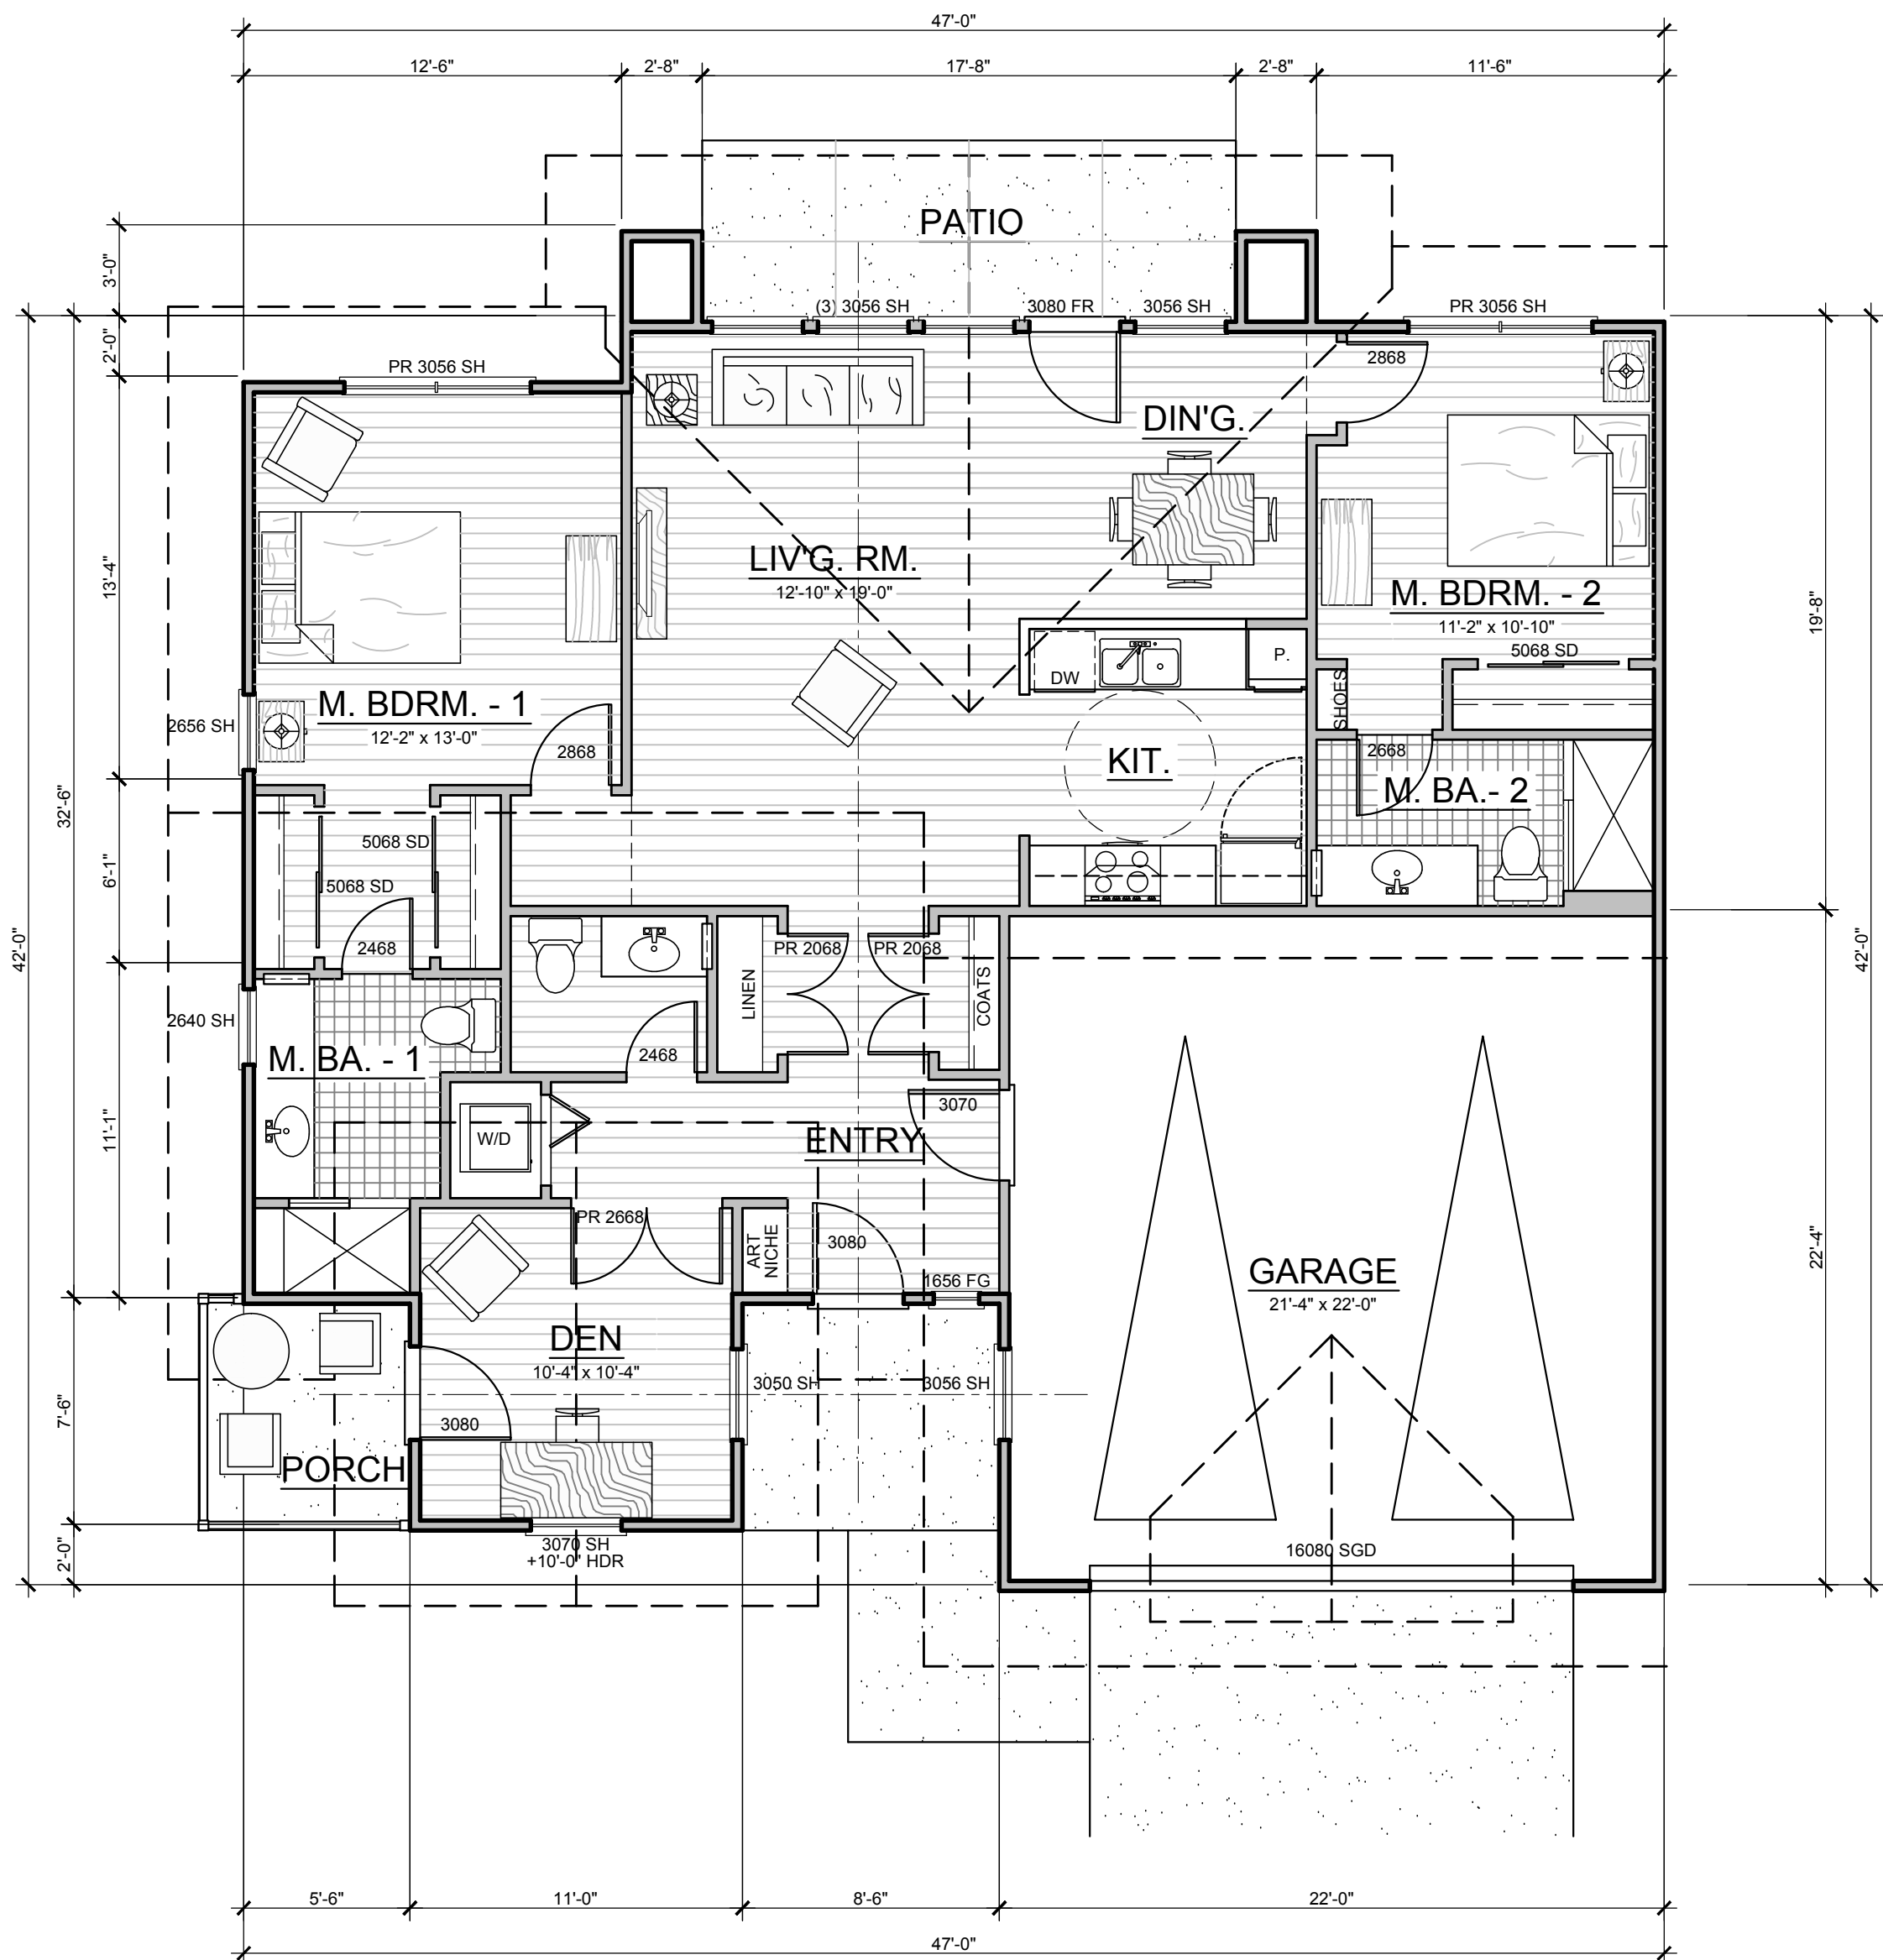 47'-0"
12'-6" 2'-8" 17'-8" 2'-8" 11'-6"
PATIO
3'-0"
(3) 3056 SH 3080 FR 3056 SH PR 3056 SH
2'-0"
PR 3056 SH
2868
DIN'G.
LIV'G. RM.
12'-10" x 19'-0"
13'-4"
M. BDRM. - 2
11'-2" x 10'-10"
19'-8"
5068 SD
P.
DW
SHOES
M. BDRM. - 1
12'-2" x 13'-0"
2656 SH
2868
KIT.
2668
M. BA.- 2
32'-6"
5068 SD
6'-1"
5068 SD
2468
PR 2068 PR 2068
42'-0"
42'-0"
LINEN
COATS
2640 SH
M. BA. - 1
2468
3070
11'-1"
W/D
ENTRY
PR 2668
ART
NICHE
3080
22'-4"
GARAGE
21'-4" x 22'-0"
1656 FG
DEN
10'-4" x 10'-4"
3050 SH
3056 SH
7'-6"
3080
PORCH
2'-0"
3070 SH
+10'-0" HDR
16080 SGD
5'-6" 11'-0" 8'-6" 22'-0"
47'-0"